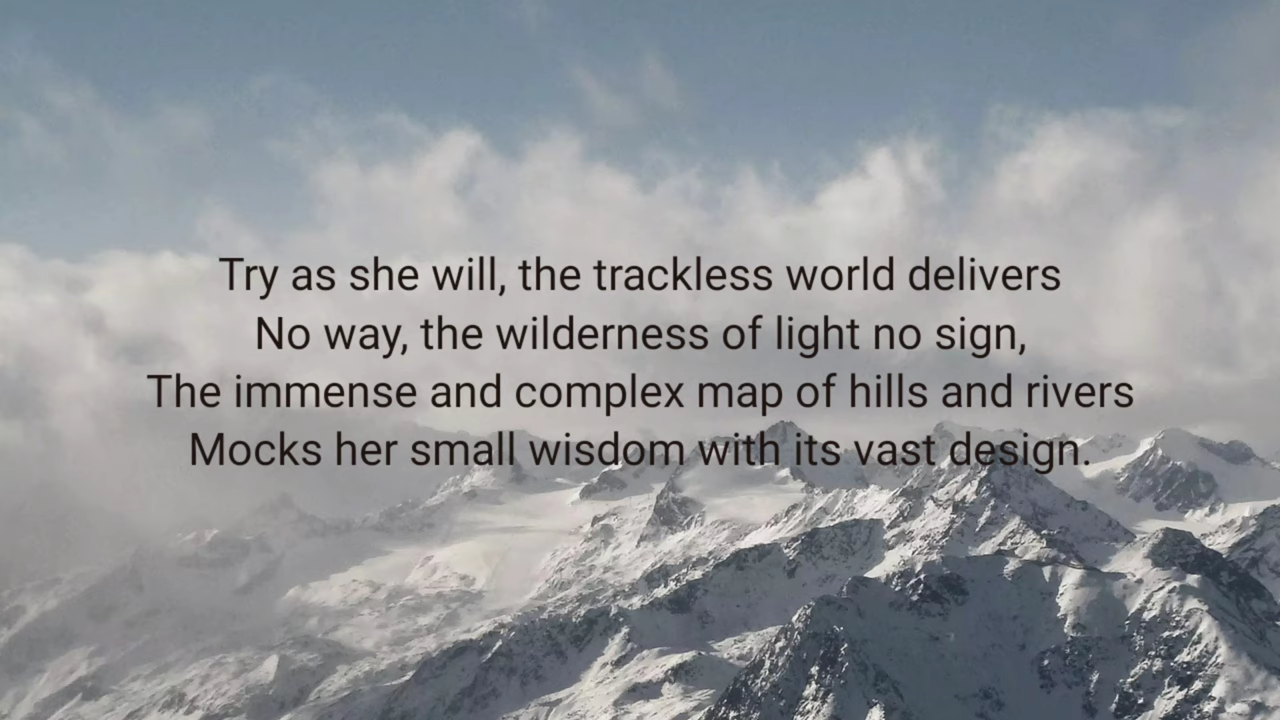 Try as she will, the trackless world delivers
No way, the wilderness of light no sign,
The immense and complex map of hills and rivers
Mocks her small wisdom with its vast design.